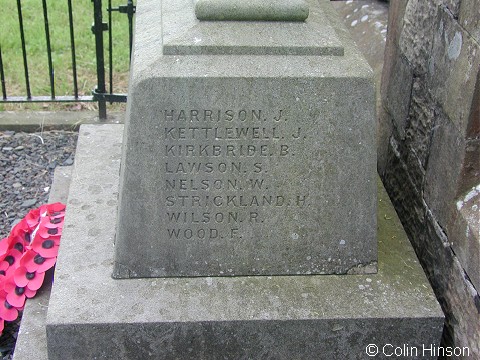 HARRISON. J.
KETTLEWELL. J.
KIRKBRIDE. B.
LAWSON. S.
NELSON. W.
STRICKLAND. H.
WILSON. R.
WOOD. F.
© Colin Hinson